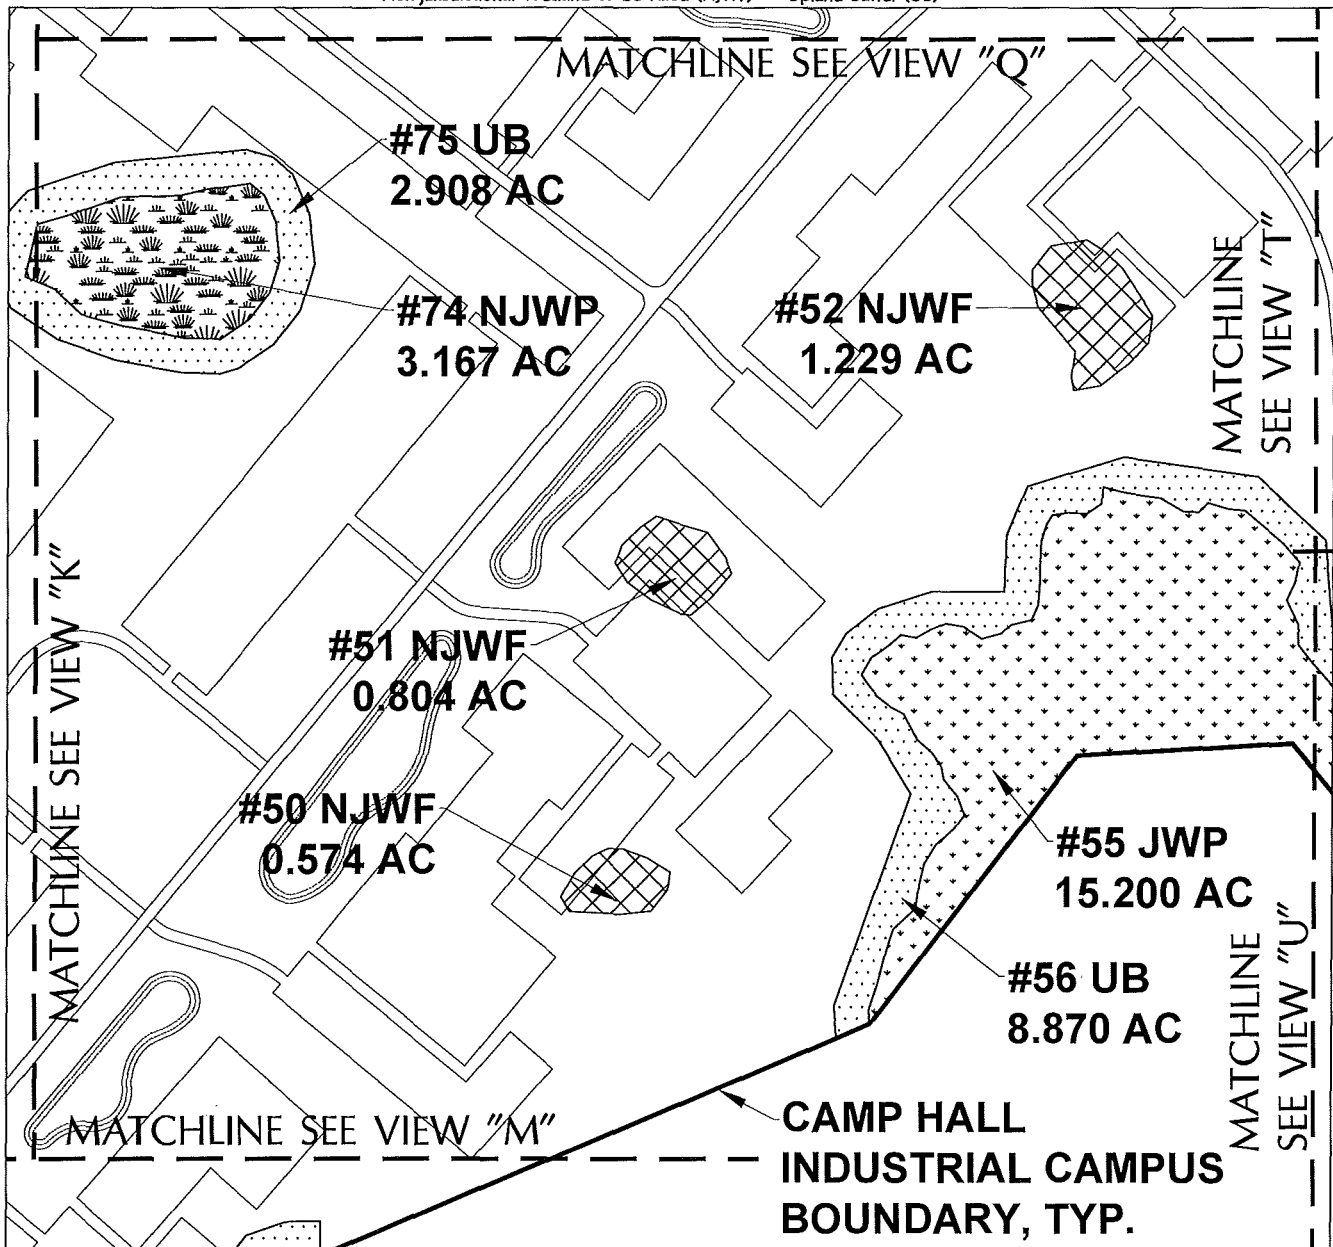 MATCHLINE SEE VIEW "Q"
#75 UB
2.908 AC
#74 NJWP
3.167 AC
#52 NJWF
1.229 AC
MATCHLINE
SEE VIEW "T"
#51 NJWF
0.804 AC
MATCHLINE SEE VIEW "K"
#50 NJWF
0.574 AC
#55 JWP
15.200 AC
#56 UB
8.870 AC
MATCHLINE
SEE VIEW "U"
MATCHLINE SEE VIEW "M"
CAMP HALL
INDUSTRIAL CAMPUS
BOUNDARY, TYP.